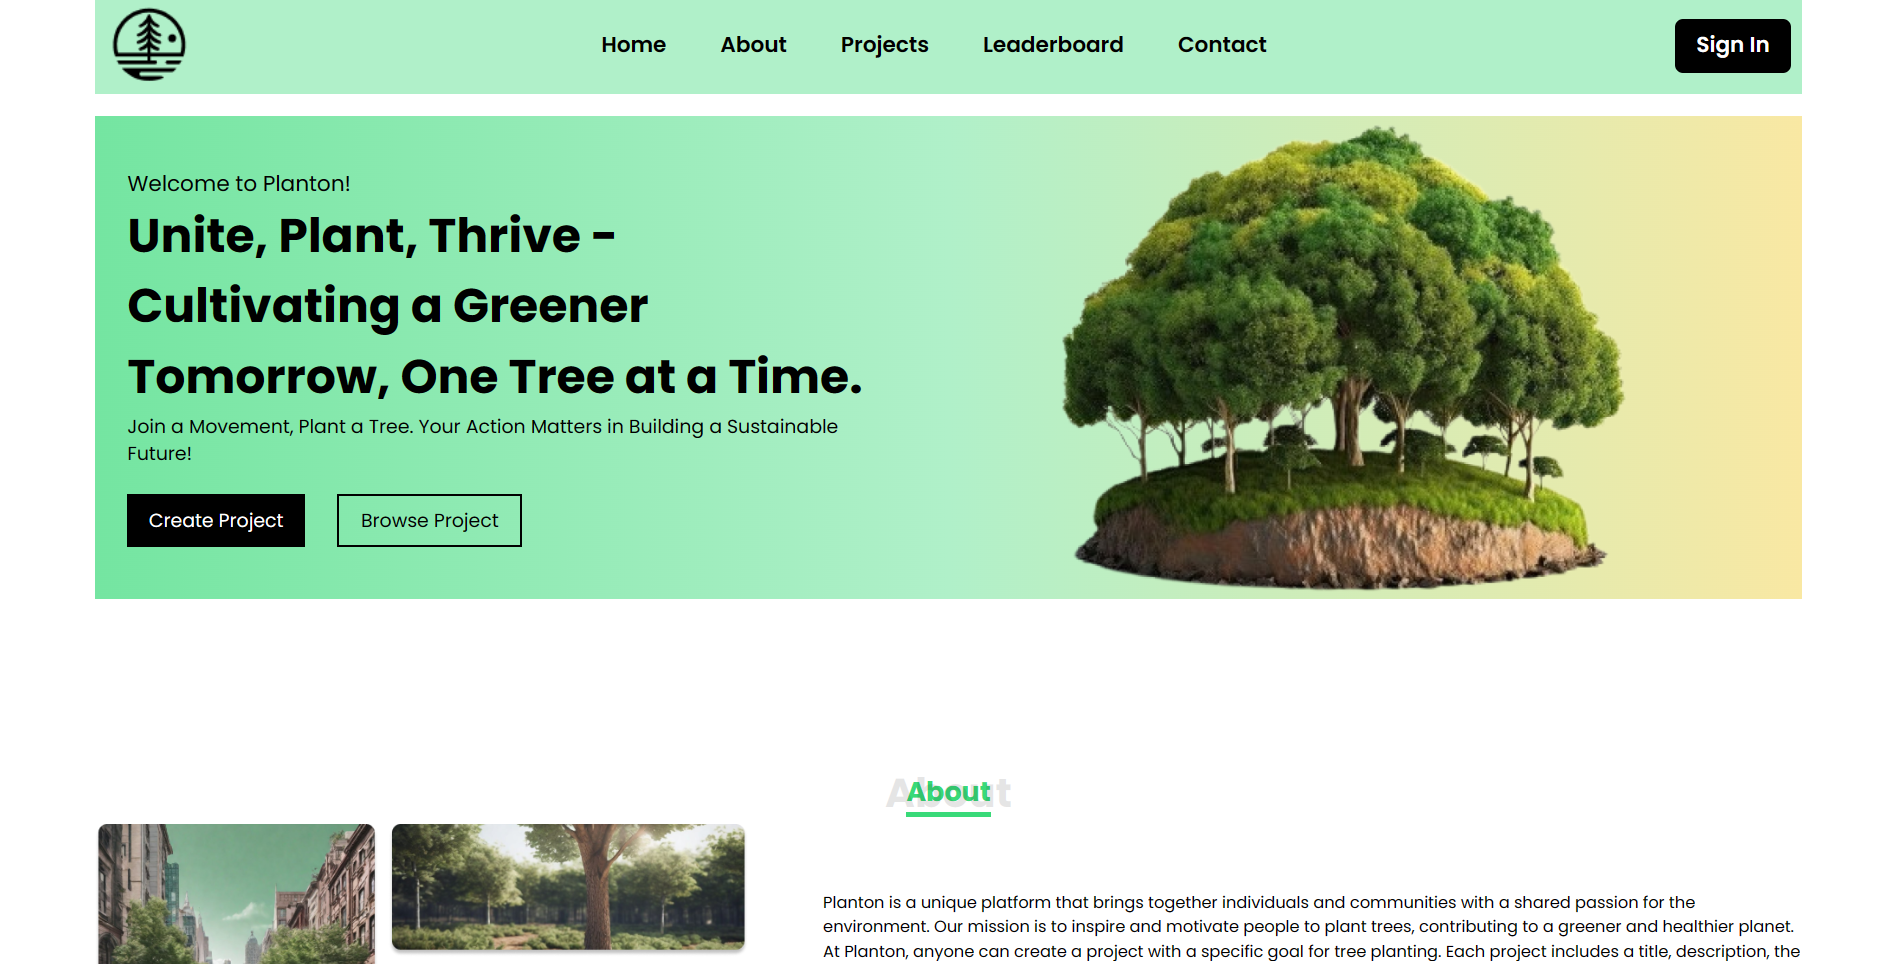 Home About Projects Leaderboard Contact Sign In
Welcome to Planton!
Unite, Plant, Thrive -
Cultivating a Greener
Tomorrow, One Tree at a Time.
Join a Movement, Plant a Tree. Your Action Matters in Building a Sustainable
Future!
Create Project Browse Project
About
About
Planton is a unique platform that brings together individuals and communities with a shared passion for the
environment. Our mission is to inspire and motivate people to plant trees, contributing to a greener and healthier planet.
At Planton, anyone can create a project with a specific goal for tree planting. Each project includes a title, description, the